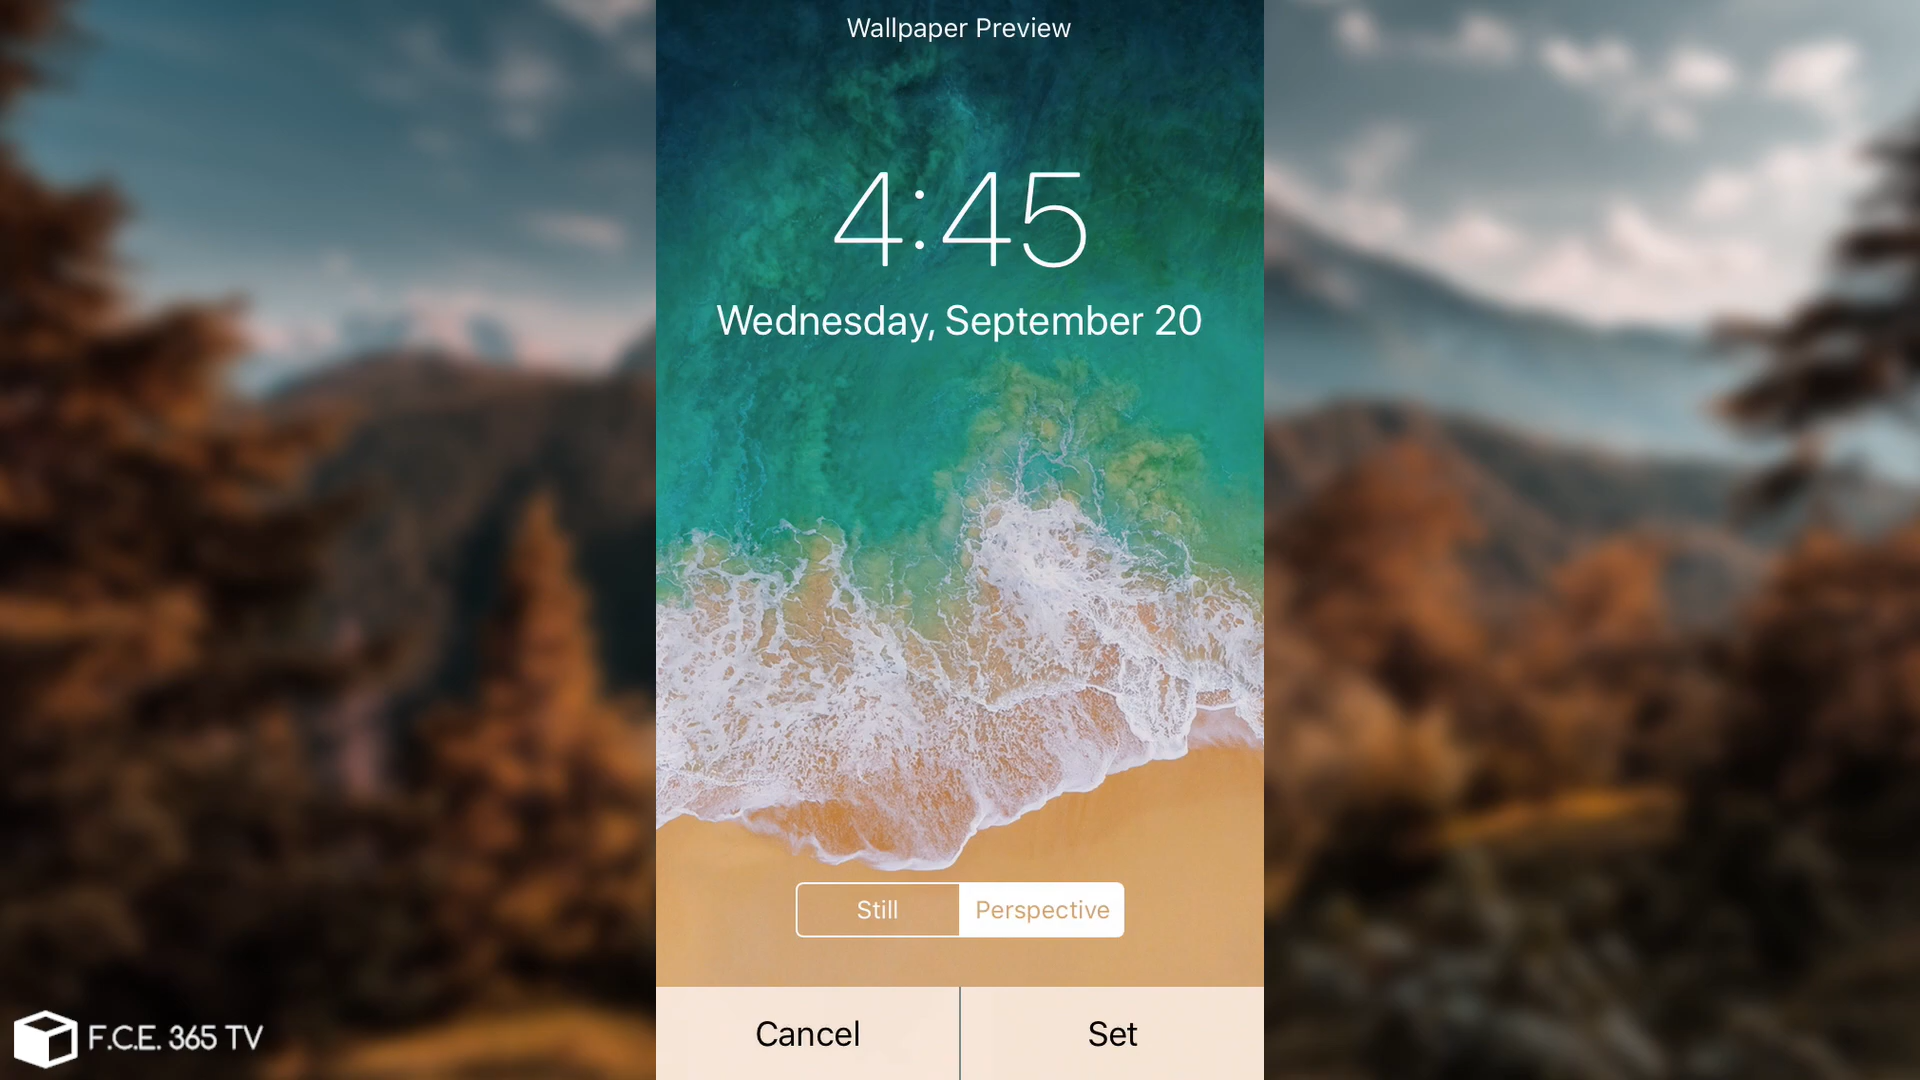 Wallpaper Preview
4:45
Wednesday, September 20
Still
Perspective
Cancel
Set
F.C.E. 365 TV